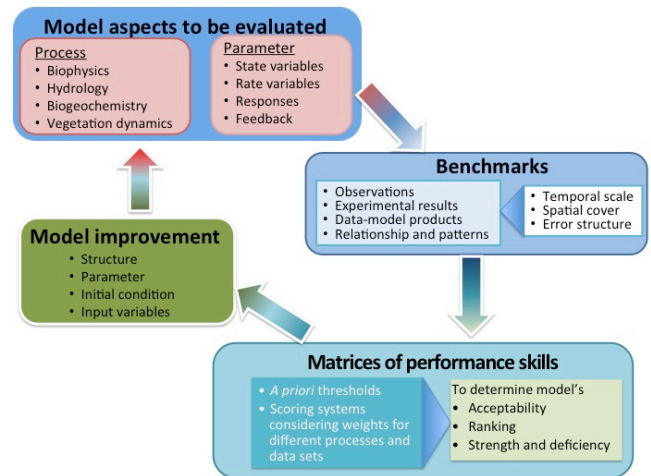 Model aspects to be evaluated
Process
• Biophysics
• Hydrology
• Biogeochemistry
• Vegetation dynamics
Parameter
• State variables
• Rate variables
• Responses
• Feedback
Benchmarks
• Observations
• Experimental results
• Data-model products
• Relationship and patterns
• Temporal scale
• Spatial cover
• Error structure
Model improvement
• Structure
• Parameter
• Initial condition
• Input variables
Matrices of performance skills
• A priori thresholds
• Scoring systems
considering weights for
different processes and
data sets
To determine model’s
• Acceptability
• Ranking
• Strength and deficiency